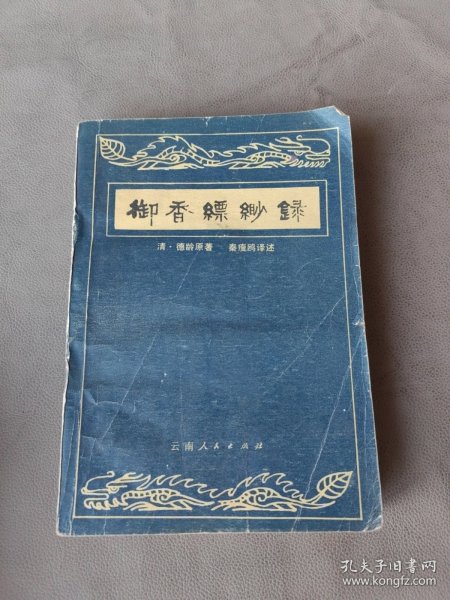 御香縹緲録
清·德龄原著 秦瘦鸥译述
云南人民出版社
孔夫子旧书网
www.kongfz.com